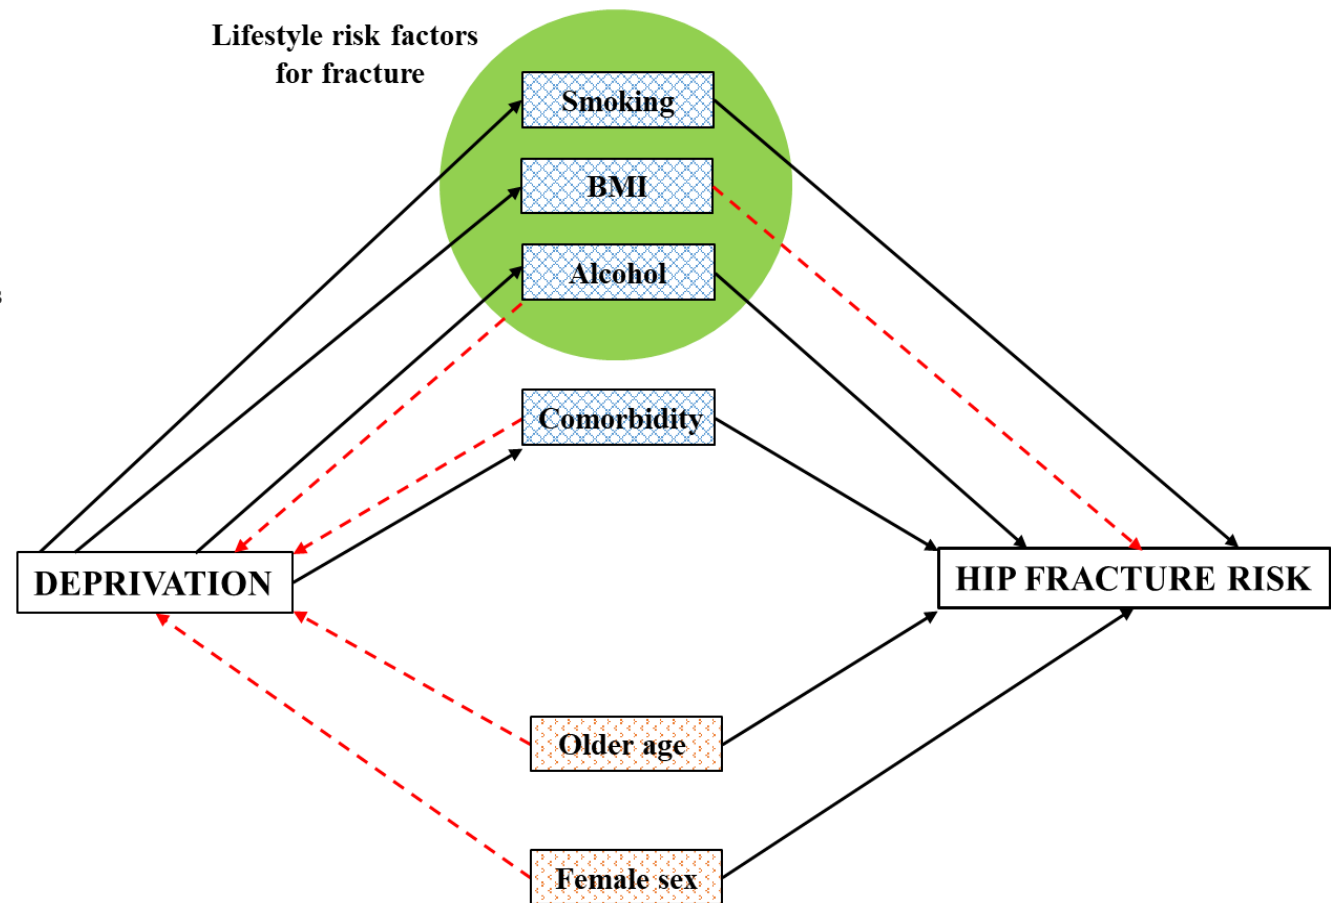 Lifestyle risk factors
for fracture
Smoking
BMI
Alcohol
s
Comorbidity
DEPRIVATION
HIP FRACTURE RISK
Older age
Female sex